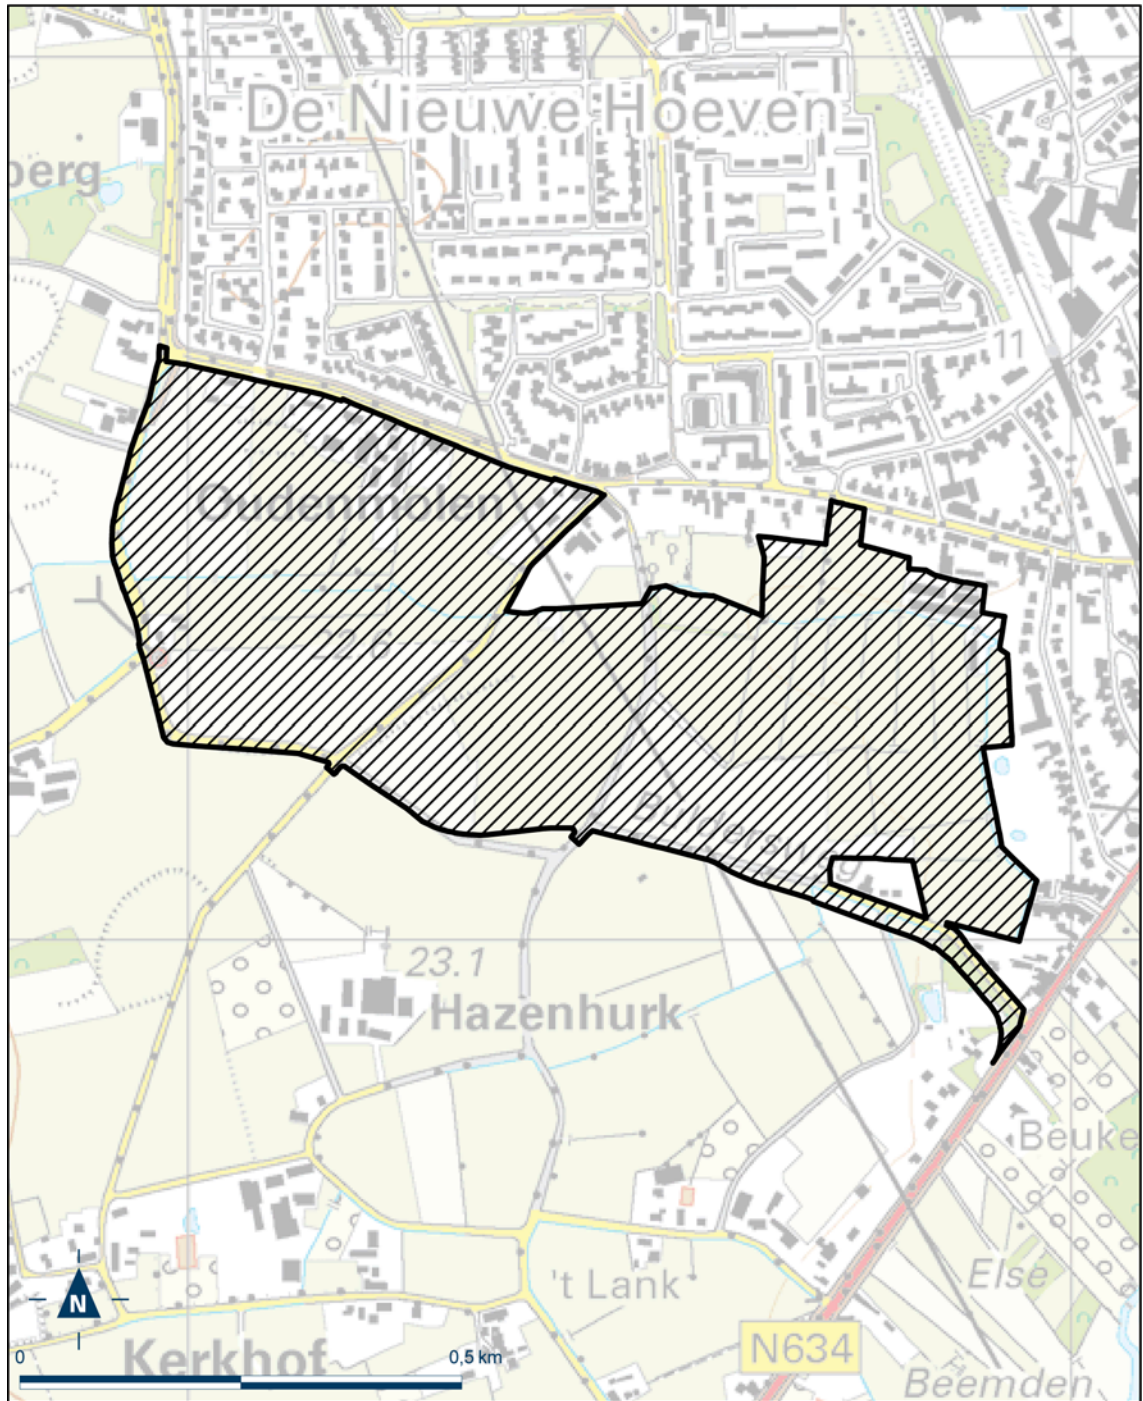 De Nieuwe Hoeven
berg
11
Oudenmolen
22 6
Buldersweg
23.1
Hazenhurk
Beuke
't Lank
Else
N
N634
0
0,5 km
Kerkhof
Beemden